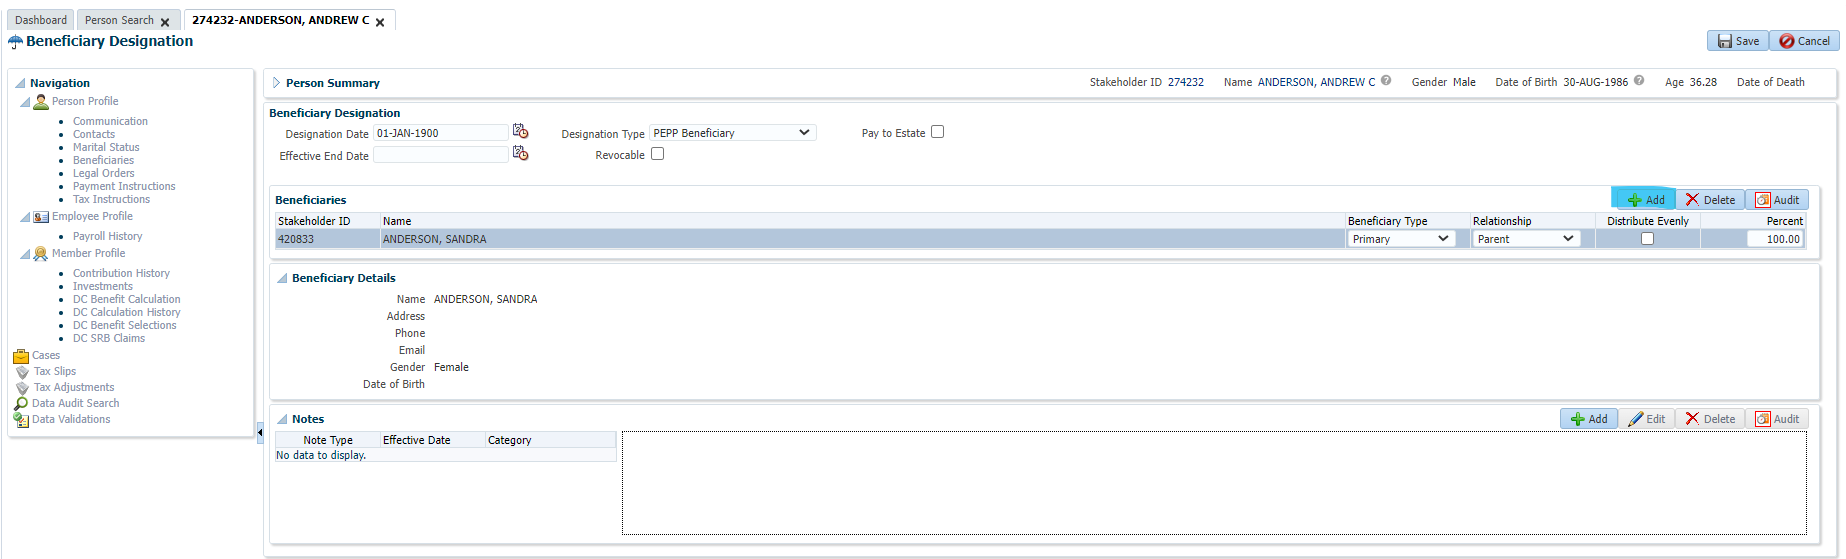 Dashboard Person Search 274232-ANDERSON, ANDREW C
Beneficiary Designation
Save Cancel
Navigation
Person Profile
Communication
Contacts
Marital Status
Beneficiaries
Legal Orders
Payment Instructions
Tax Instructions
Employee Profile
Payroll History
Member Profile
Contribution History
Investments
DC Benefit Calculation
DC Calculation History
DC Benefit Selections
DC SRB Claims
Cases
Tax Slips
Tax Adjustments
Data Audit Search
Data Validations
Person Summary Stakeholder ID 274232 Name ANDERSON, ANDREW C Gender Male Date of Birth 30-AUG-1986 Age 36.28 Date of Death
Beneficiary Designation
Designation Date 01-JAN-1900 Designation Type PEPP Beneficiary Pay to Estate
Effective End Date Revocable
Beneficiaries Add Delete Audit
Stakeholder ID Name Beneficiary Type Relationship Distribute Evenly Percent
420833 ANDERSON, SANDRA Primary Parent 100.00
Beneficiary Details
Name ANDERSON, SANDRA
Address
Phone
Email
Gender Female
Date of Birth
Notes Add Edit Delete Audit
Note Type Effective Date Category
No data to display.